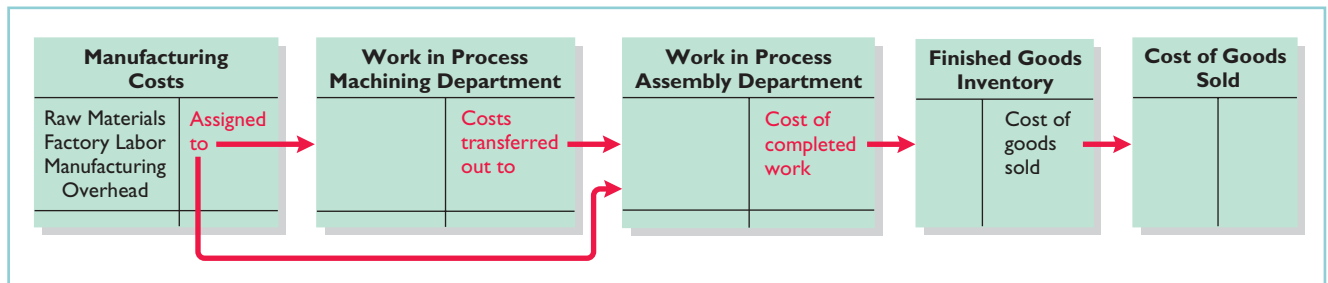 Manufacturing
Costs
Raw Materials
Factory Labor
Manufacturing
Overhead
Assigned
to
Work in Process
Machining Department
Costs
transferred
out to
Work in Process
Assembly Department
Cost of
completed
work
Finished Goods
Inventory
Cost of
goods
sold
Cost of Goods
Sold